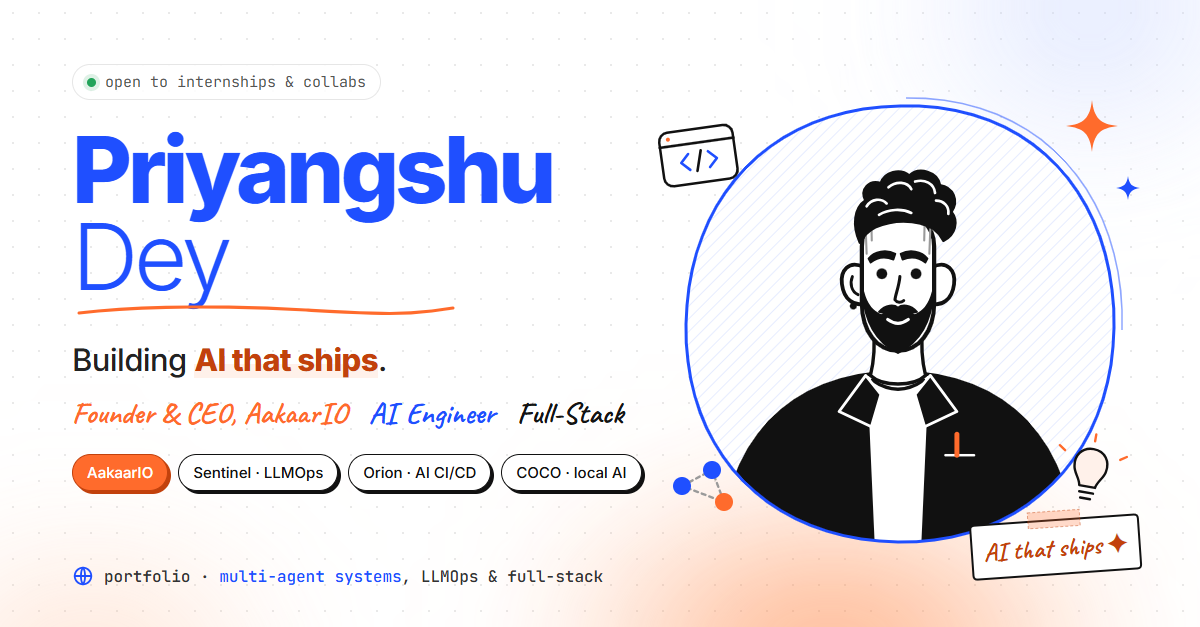 open to internships & collabs
Priyangshu
Dey
Building AI that ships.
Founder & CEO, AakaarIO AI Engineer Full-Stack
AakaarIO Sentinel · LLMOps Orion · AI CI/CD COCO · local AI
portfolio · multi-agent systems, LLMOps & full-stack
</>
AI that ships ✦